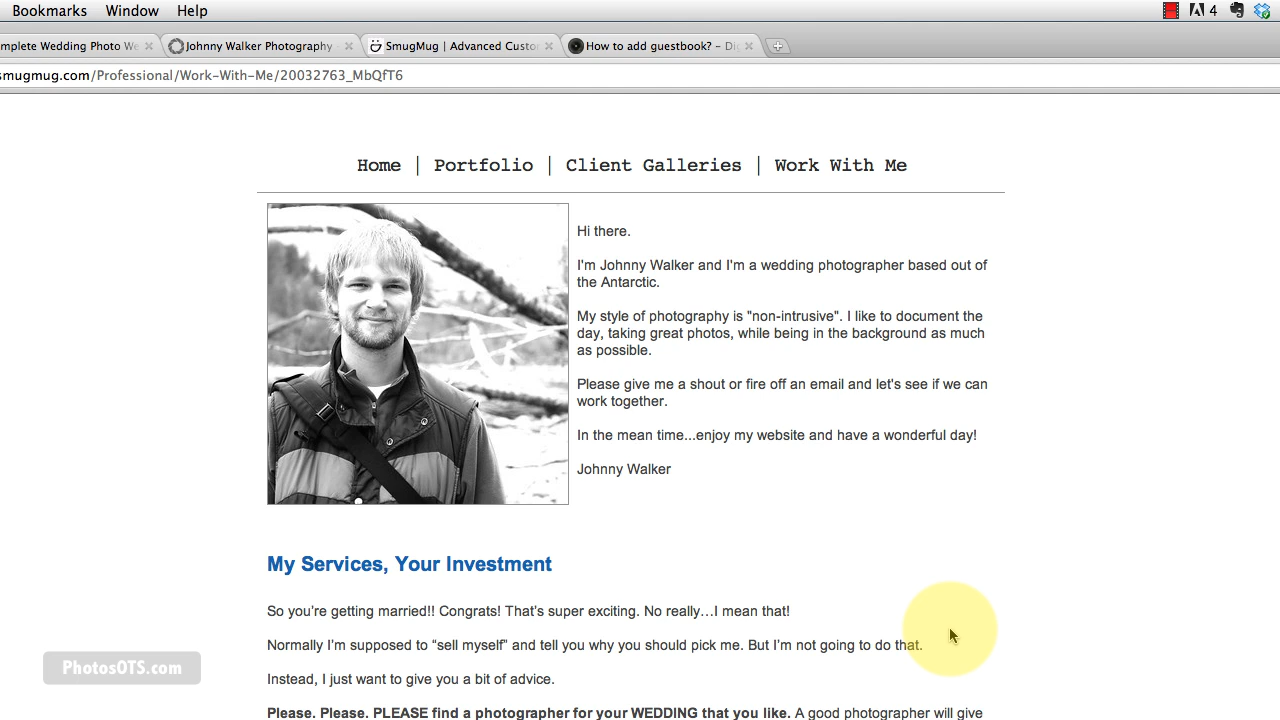 Bookmarks Window Help 4
mplete Wedding Photo We Johnny Walker Photography SmugMug | Advanced Custo How to add guestbook? – Di
smugmug.com/Professional/Work-With-Me/20032763_MbQfT6
Home | Portfolio | Client Galleries | Work With Me
Hi there.
I'm Johnny Walker and I'm a wedding photographer based out of
the Antarctic.
My style of photography is "non-intrusive". I like to document the
day, taking great photos, while being in the background as much
as possible.
Please give me a shout or fire off an email and let's see if we can
work together.
In the mean time...enjoy my website and have a wonderful day!
Johnny Walker
My Services, Your Investment
So you’re getting married!! Congrats! That’s super exciting. No really…I mean that!
Normally I’m supposed to “sell myself” and tell you why you should pick me. But I’m not going to do that.
PhotosOTS.com
Instead, I just want to give you a bit of advice.
Please. Please. PLEASE find a photographer for your WEDDING that you like. A good photographer will give